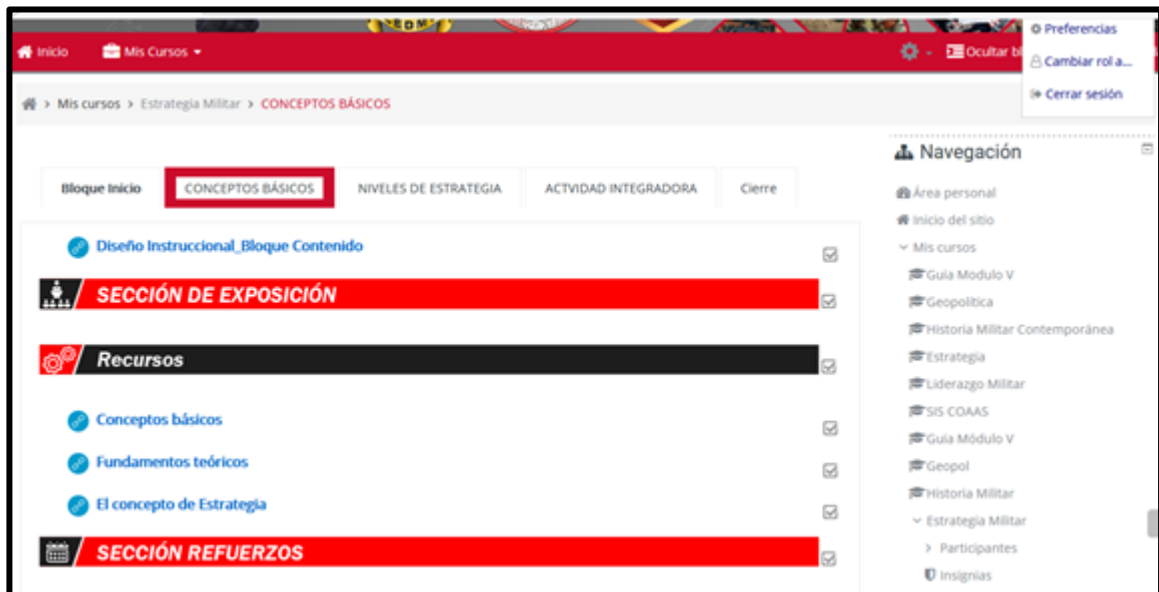 EDM
Preferencias
Inicio
Mis Cursos
Ocultar bl
Cambiar rol a...
Cerrar sesión
> Mis cursos > Estrategia Militar > CONCEPTOS BÁSICOS
Navegación
Bloque Inicio
CONCEPTOS BÁSICOS
NIVELES DE ESTRATEGIA
ACTVIDAD INTEGRADORA
Cierre
Área personal
Inicio del sitio
Mis cursos
Diseño Instruccional_Bloque Contenido
Guia Modulo V
SECCIÓN DE EXPOSICIÓN
Geopolítica
Historia Militar Contemporánea
Recursos
Estrategia
Liderazgo Militar
Conceptos básicos
SIS COAAS
Guia Módulo V
Fundamentos teóricos
Geopol
Historia Militar
El concepto de Estrategia
Estrategia Militar
SECCIÓN REFUERZOS
> Participantes
Insignias